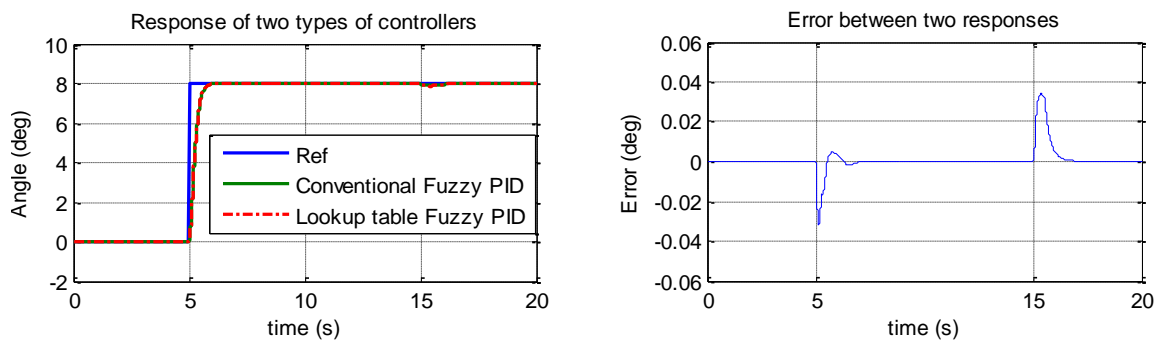 Response of two types of controllers
10
8
6
4
2
0
-2
Angle (deg)
Ref
Conventional Fuzzy PID
Lookup table Fuzzy PID
0 5 10 15 20
time (s)
Error between two responses
0.06
0.04
0.02
0
-0.02
-0.04
-0.06
Error (deg)
0 5 15 20
time (s)